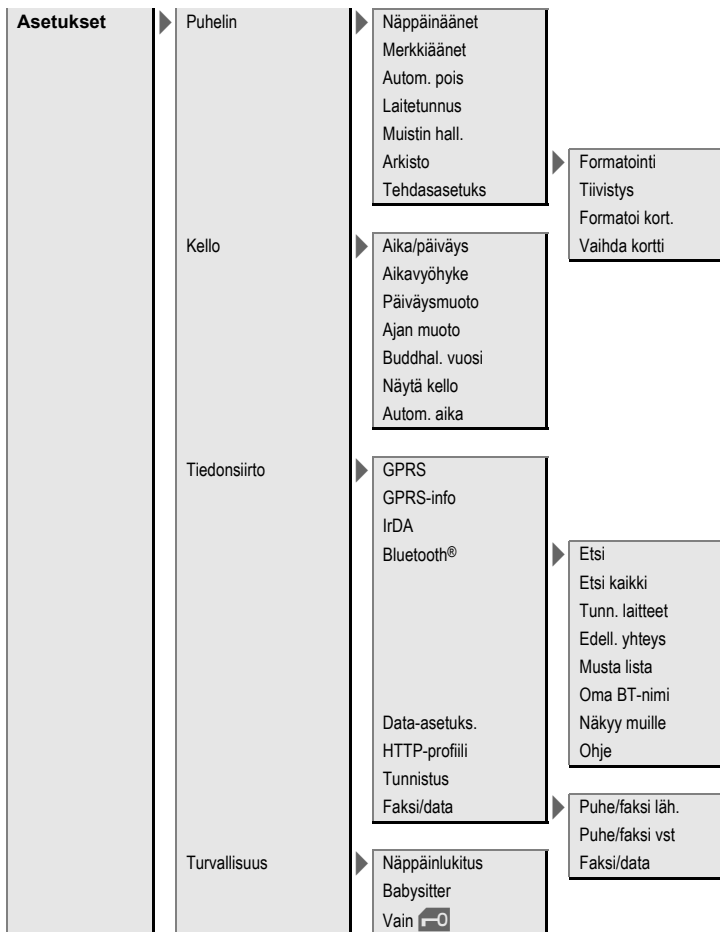 Asetukset
Puhelin
Näppäinäänet
Merkkiäänet
Autom. pois
Laitetunnus
Muistin hall.
Arkisto
Formatointi
Tiivistys
Formatoi kort.
Vaihda kortti
Tehdasasetuks
Kello
Aika/päiväys
Aikavyöhyke
Päiväysmuoto
Ajan muoto
Buddhal. vuosi
Näytä kello
Autom. aika
Tiedonsiirto
GPRS
GPRS-info
IrDA
Bluetooth®
Etsi
Etsi kaikki
Tunn. laitteet
Edell. yhteys
Musta lista
Oma BT-nimi
Näkyy muille
Ohje
Data-asetuks.
HTTP-profiili
Tunnistus
Faksi/data
Puhe/faksi läh.
Puhe/faksi vst
Faksi/data
Turvallisuus
Näppäinlukitus
Babysitter
Vain